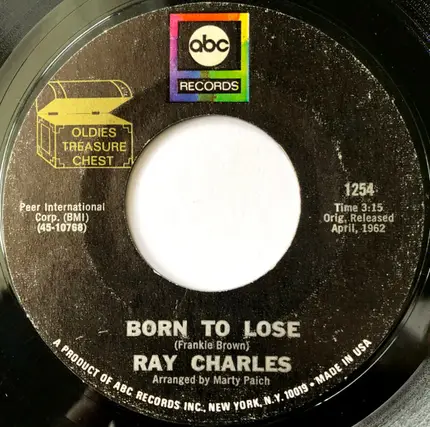 abc
RECORDS
OLDIES
TREASURE
CHEST
Peer International
Corp. (BMI)
(45-10768)
1254
Time 3:15
Orig. Released
April, 1962
BORN TO LOSE
(Frankie Brown)
RAY CHARLES
Arranged by Marty Paich
A PRODUCT OF ABC RECORDS INC., NEW YORK, N.Y. 10019 • MADE IN USA